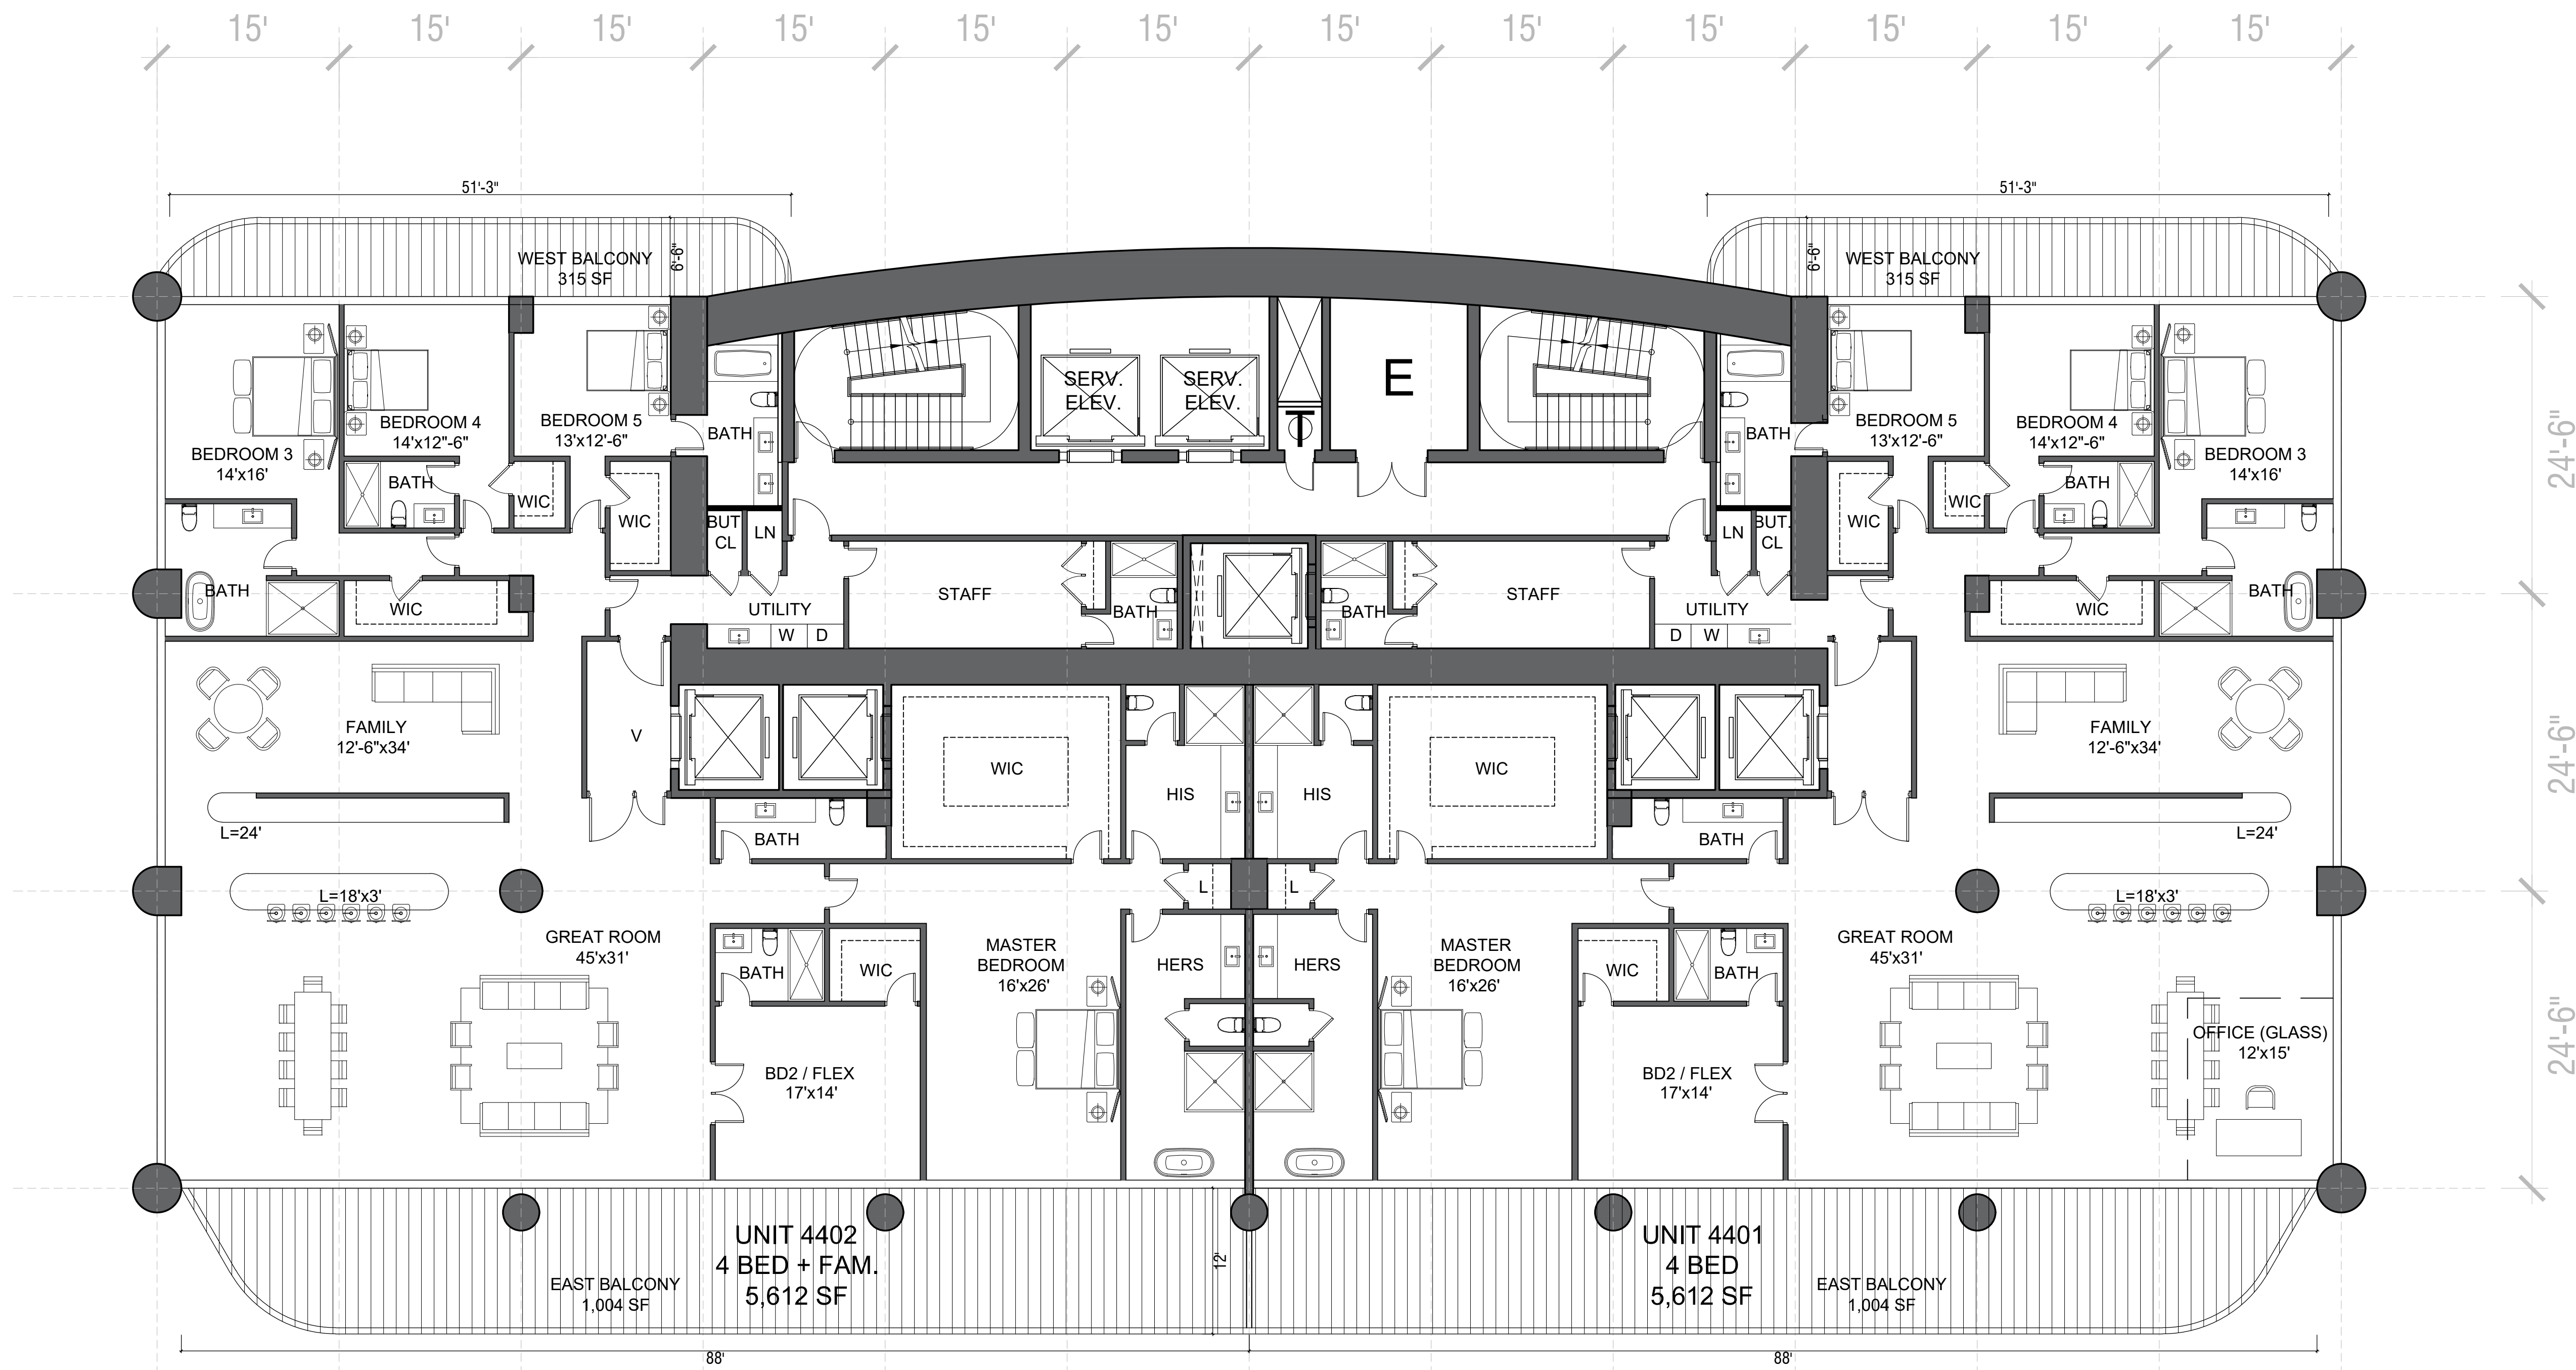 15' 15' 15' 15' 15' 15' 15' 15' 15' 15' 15' 15'
51'-3" 51'-3"
WEST BALCONY
315 SF
6'-6"
WEST BALCONY
315 SF
6'-6"
24'-6"
24'-6"
24'-6"
BEDROOM 3
14'x16'
BEDROOM 4
14'x12"-6"
BEDROOM 5
13'x12'-6"
BATH
SERV.
ELEV.
SERV.
ELEV.
T
E
BATH
BEDROOM 5
13'x12'-6"
BEDROOM 4
14'x12"-6"
BEDROOM 3
14'x16'
BATH
WIC
WIC
BUT
CL
LN
LN
BUT.
CL
WIC
WIC
BATH
BATH
WIC
UTILITY
W D
STAFF
BATH
BATH
STAFF
UTILITY
D W
WIC
BATH
FAMILY
12'-6"x34'
V
WIC
HIS
HIS
WIC
FAMILY
12'-6"x34'
L=24'
BATH
BATH
L=24'
L=18'x3'
L
L
L=18'x3'
GREAT ROOM
45'x31'
BATH
WIC
MASTER
BEDROOM
16'x26'
HERS
HERS
MASTER
BEDROOM
16'x26'
WIC
BATH
GREAT ROOM
45'x31'
OFFICE (GLASS)
12'x15'
BD2 / FLEX
17'x14'
BD2 / FLEX
17'x14'
UNIT 4402
4 BED + FAM.
5,612 SF
12'
UNIT 4401
4 BED
5,612 SF
EAST BALCONY
1,004 SF
EAST BALCONY
1,004 SF
88' 88'